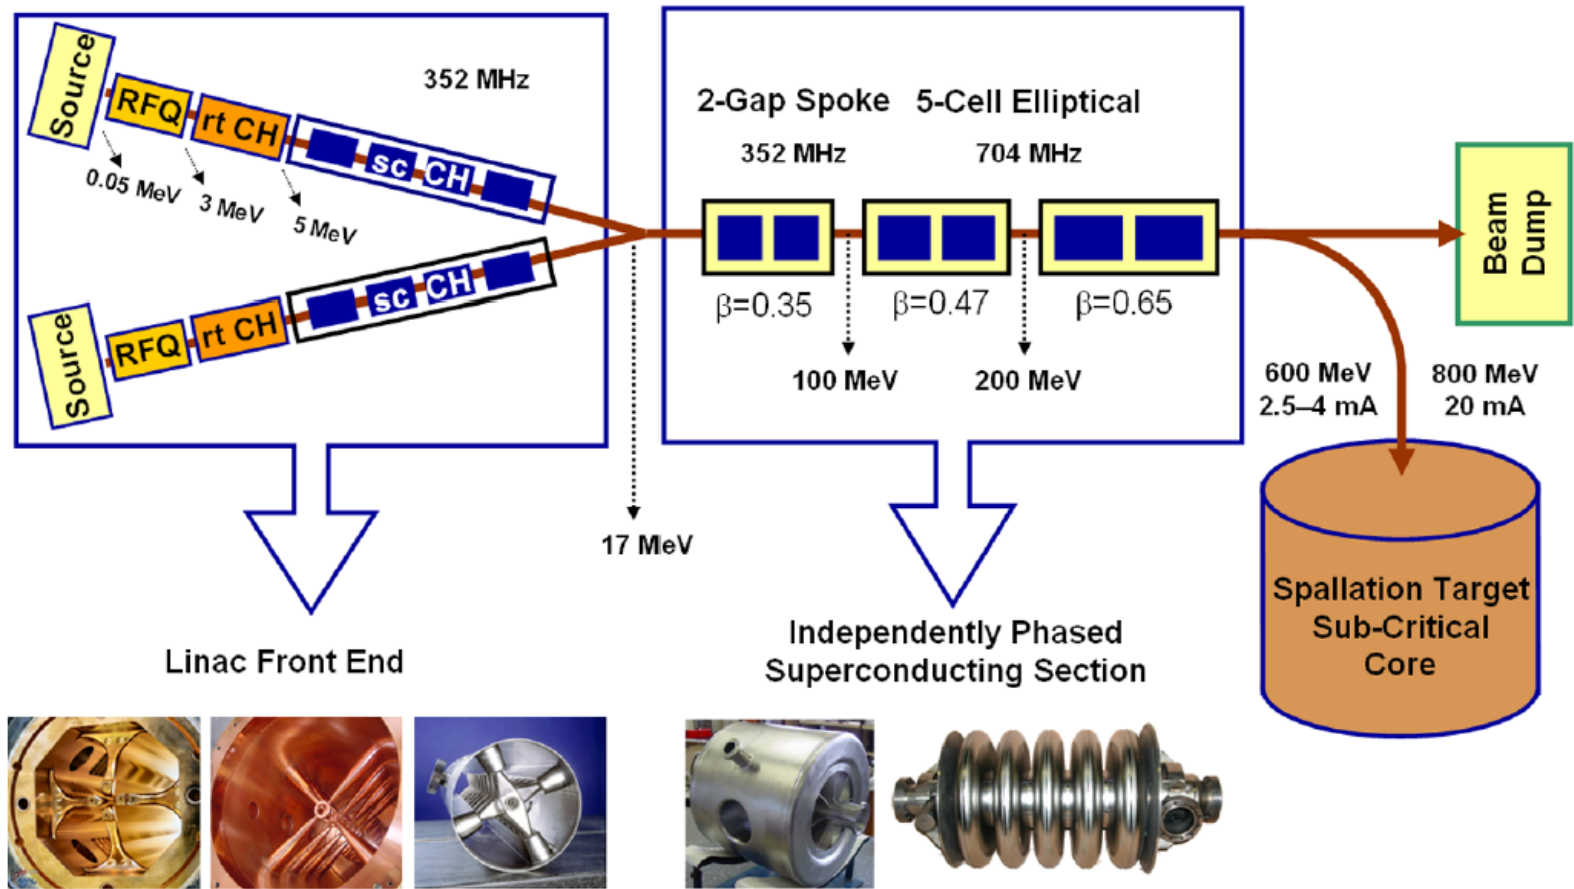 Source
RFQ
rt CH
sc CH
352 MHz
0.05 MeV
3 MeV
5 MeV
Source
RFQ
rt CH
sc CH
17 MeV
2-Gap Spoke
5-Cell Elliptical
352 MHz
704 MHz
β=0.35
β=0.47
β=0.65
100 MeV
200 MeV
Beam
Dump
600 MeV
2.5–4 mA
800 MeV
20 mA
Spallation Target
Sub-Critical
Core
Linac Front End
Independently Phased
Superconducting Section